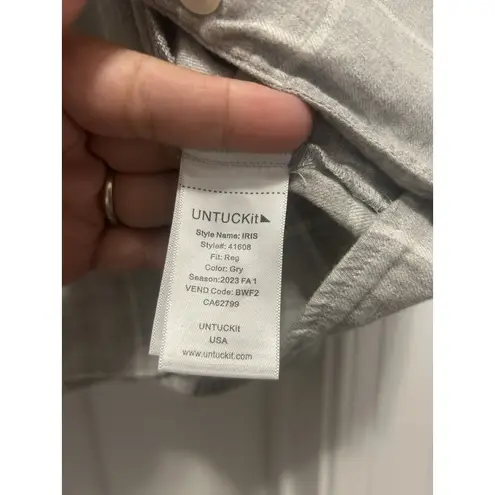 UNTUCKit
Style Name: IRIS
Style#: 41608
Fit: Reg
Color: Gry
Season:2023 FA 1
VEND Code: BWF2
CA62799
UNTUCKIt
USA
www.untuckit.com